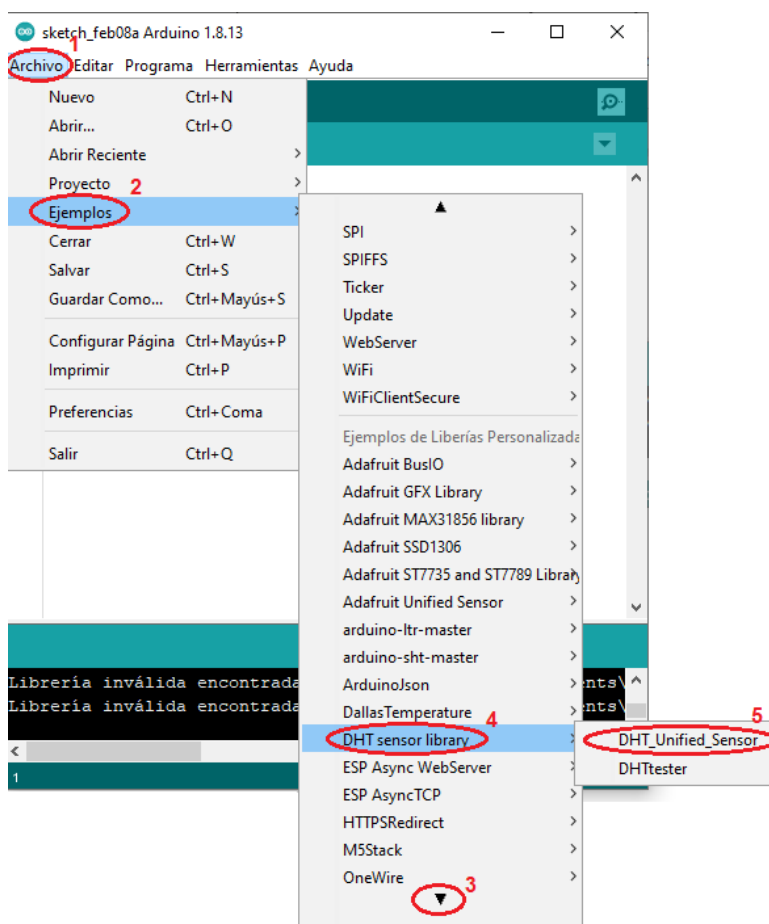 sketch_feb08a Arduino 1.8.13
1
Archivo Editar Programa Herramientas Ayuda
Nuevo Ctrl+N
Abrir... Ctrl+O
Abrir Reciente
Proyecto 2
Ejemplos
Cerrar Ctrl+W
Salvar Ctrl+S
Guardar Como... Ctrl+Mayús+S
Configurar Página Ctrl+Mayús+P
Imprimir Ctrl+P
Preferencias Ctrl+Coma
Salir Ctrl+Q
SPI
SPIFFS
Ticker
Update
WebServer
WiFi
WiFiClientSecure
Ejemplos de Liberías Personalizada
Adafruit BusIO
Adafruit GFX Library
Adafruit MAX31856 library
Adafruit SSD1306
Adafruit ST7735 and ST7789 Library
Adafruit Unified Sensor
arduino-ltr-master
arduino-sht-master
ArduinoJson
DallasTemperature
4
DHT sensor library
ESP Async WebServer
ESP AsyncTCP
HTTPSRedirect
M5Stack
OneWire
3
5
DHT_Unified_Sensor
DHTtester
Librería inválida encontrada nts\
Librería inválida encontrada ents\
1